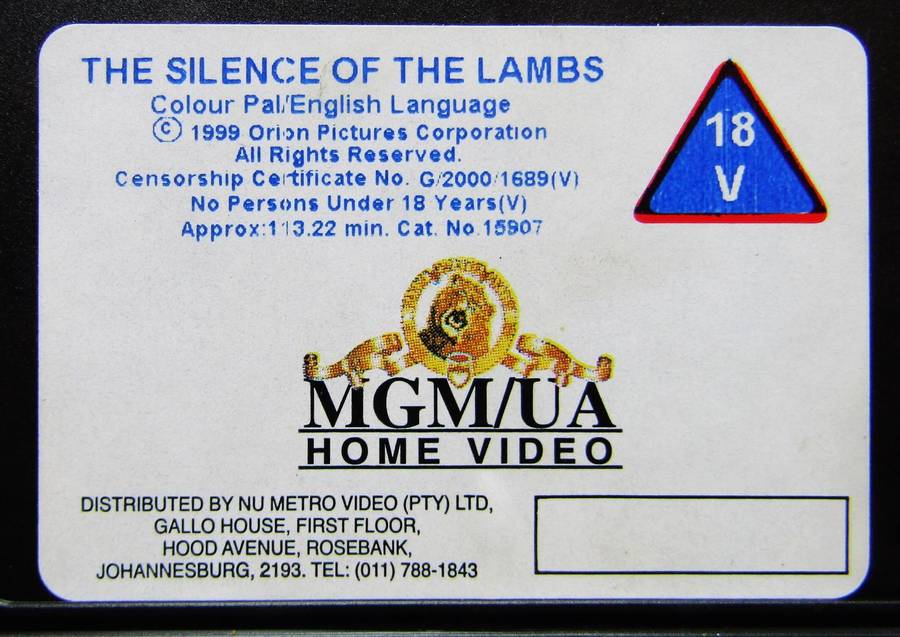 THE SILENCE OF THE LAMBS
Colour Pal/English Language
© 1999 Orion Pictures Corporation
All Rights Reserved.
Censorship Certificate No. G/2000/1689(V)
No Persons Under 18 Years(V)
Approx:113.22 min. Cat. No.15907
18
V
MGM/UA
HOME VIDEO
DISTRIBUTED BY NU METRO VIDEO (PTY) LTD,
GALLO HOUSE, FIRST FLOOR,
HOOD AVENUE, ROSEBANK,
JOHANNESBURG, 2193. TEL: (011) 788-1843